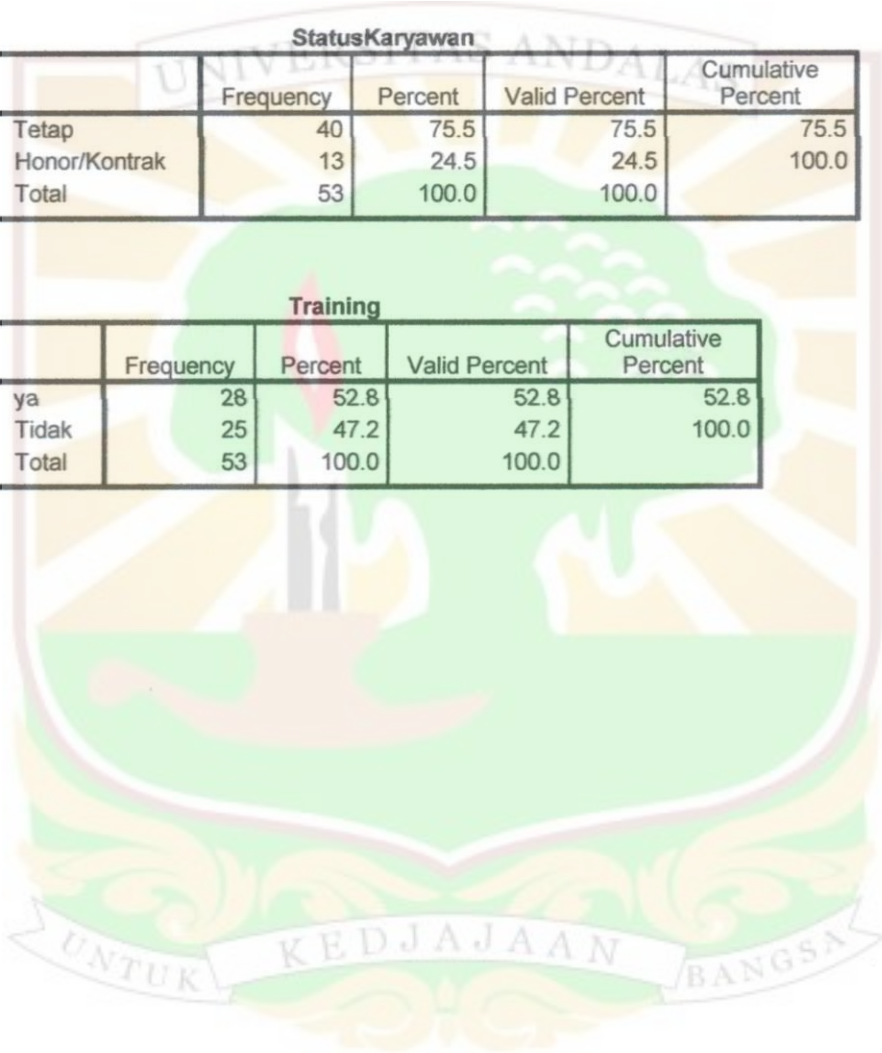 UNIVERSITAS ANDALAS
StatusKaryawan
Frequency Percent Valid Percent Cumulative Percent
Tetap 40 75.5 75.5 75.5
Honor/Kontrak 13 24.5 24.5 100.0
Total 53 100.0 100.0
Training
Frequency Percent Valid Percent Cumulative Percent
ya 28 52.8 52.8 52.8
Tidak 25 47.2 47.2 100.0
Total 53 100.0 100.0
UNTUK KEDJAJAAN BANGSA